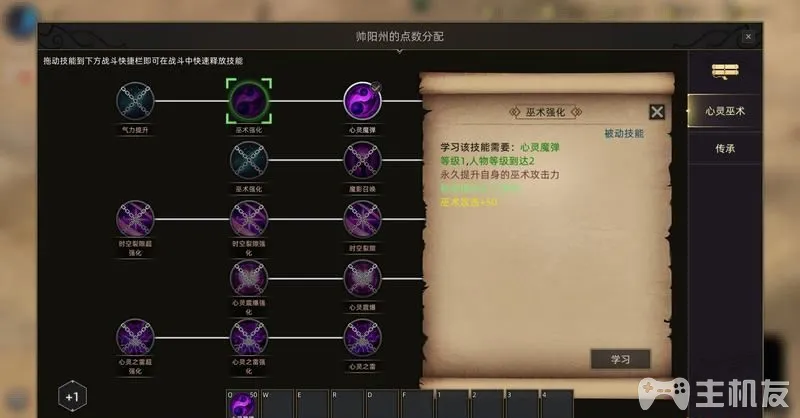 帅阳州的点数分配
×
拖动技能到下方战斗快捷栏即可在战斗中快速释放技能
气力提升
巫术强化
心灵魔弹
巫术强化
魔影召唤
时空裂隙超
强化
时空裂隙强
化
时空裂隙
心灵震爆强
化
心灵震爆
心灵之雷超
强化
心灵之雷强
化
心灵之雷
巫术强化
被动技能
学习该技能需要：心灵魔弹
等级1,人物等级到达2
永久提升自身的巫术攻击力
巫术攻击+50
学习
心灵巫术
传承
+1
Q 50 W E R D F 1 2 3 4
主机友